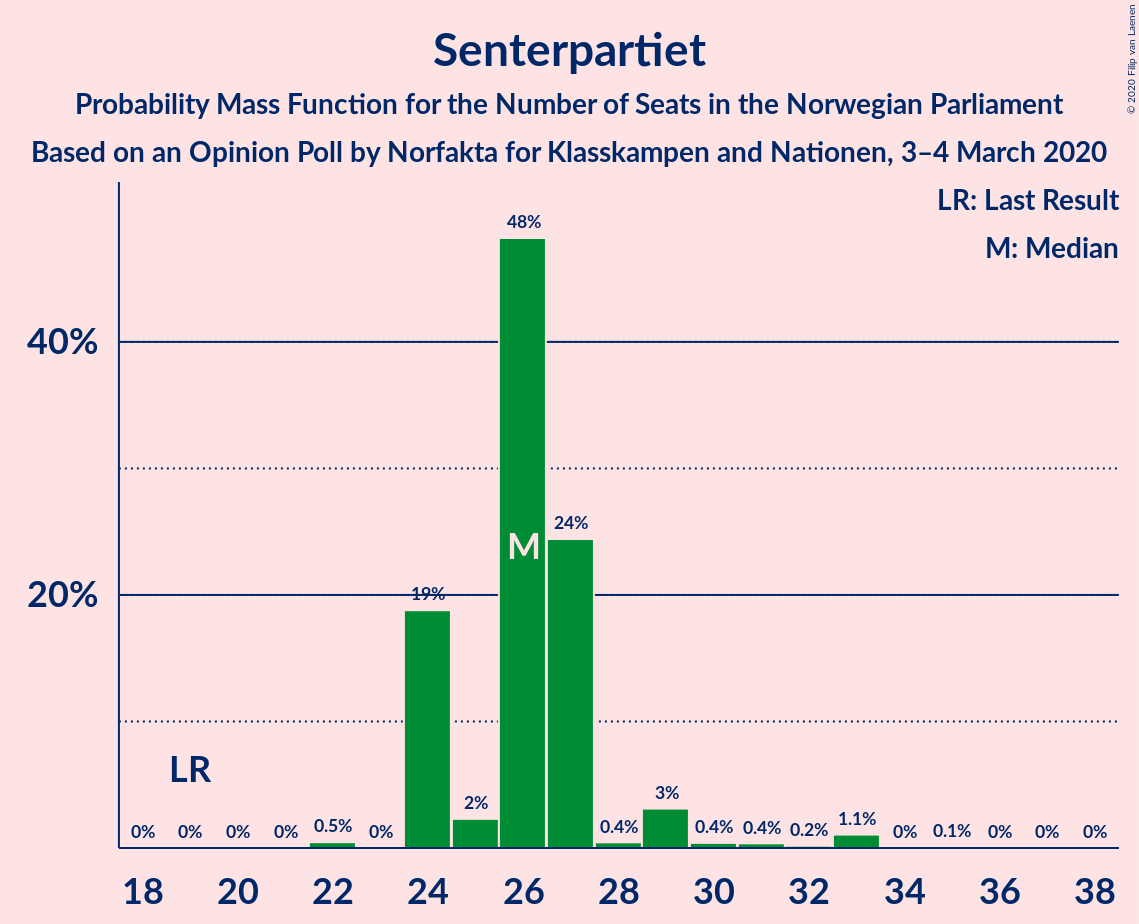 Senterpartiet
Probability Mass Function for the Number of Seats in the Norwegian Parliament
Based on an Opinion Poll by Norfakta for Klasskampen and Nationen, 3–4 March 2020
© 2020 Filip van Laenen
LR: Last Result
M: Median
48%
40%
24%
M
20%
19%
LR
0% 0% 0% 0% 0.5% 0% 2% 0.4% 3% 0.4% 0.4% 0.2% 1.1% 0% 0.1% 0% 0% 0%
18 20 22 24 26 28 30 32 34 36 38